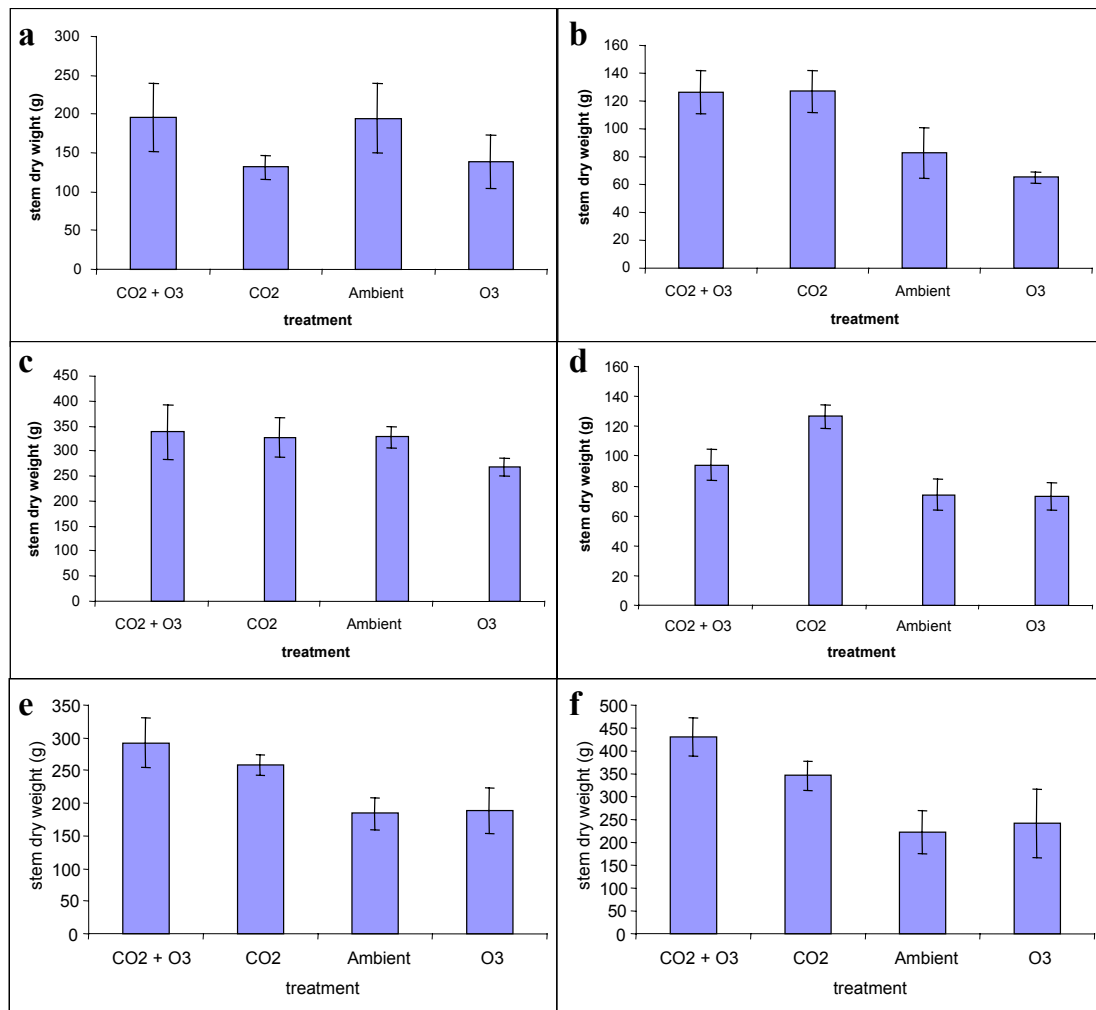 a
stem dry wight (g)
300
250
200
150
100
50
0
CO2 + O3 CO2 Ambient O3
treatment
b
stem dry weight (g)
160
140
120
100
80
60
40
20
0
CO2 + O3 CO2 Ambient O3
treatment
c
stem dry weight (g)
450
400
350
300
250
200
150
100
50
0
CO2 + O3 CO2 Ambient O3
treatment
d
stem dry weight (g)
160
140
120
100
80
60
40
20
0
CO2 + O3 CO2 Ambient O3
treatment
e
stem dry weight (g)
350
300
250
200
150
100
50
0
CO2 + O3 CO2 Ambient O3
treatment
f
stem dry weight (g)
500
450
400
350
300
250
200
150
100
50
0
CO2 + O3 CO2 Ambient O3
treatment